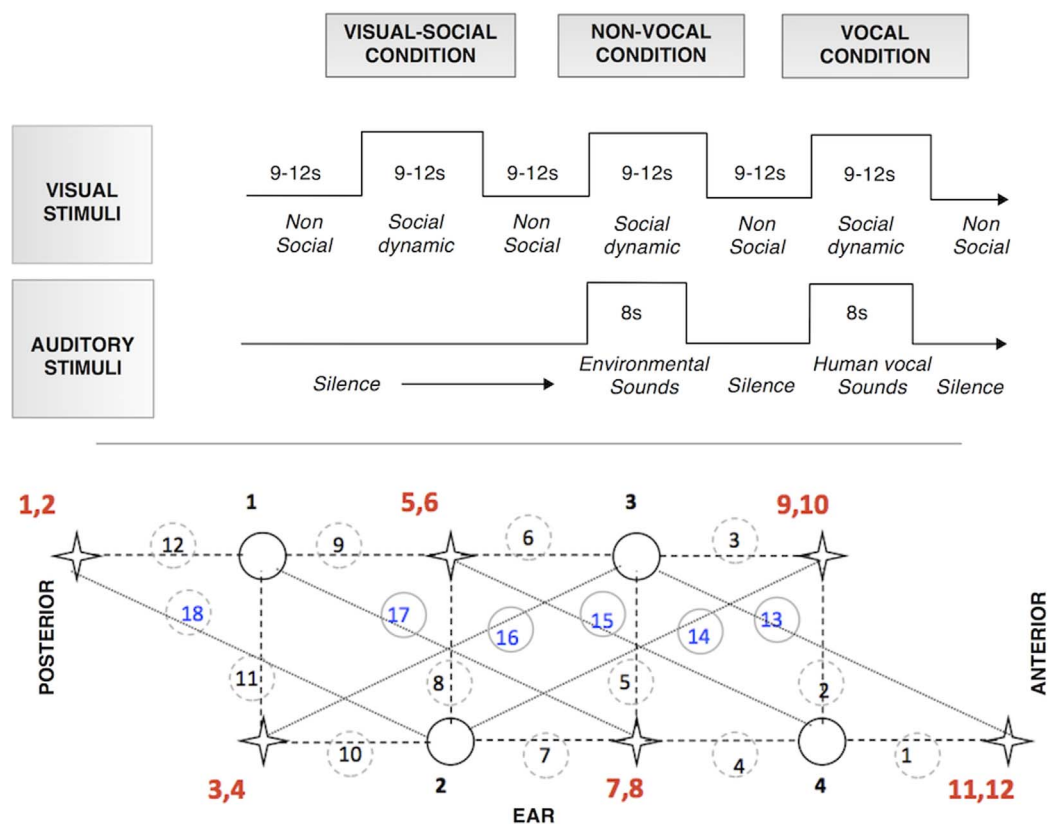 VISUAL-SOCIAL CONDITION
NON-VOCAL CONDITION
VOCAL CONDITION
VISUAL STIMULI
9-12s 9-12s 9-12s 9-12s 9-12s 9-12s
Non Social
Social dynamic
Non Social
Social dynamic
Non Social
Social dynamic
Non Social
AUDITORY STIMULI
8s 8s
Silence
Environmental Sounds
Silence
Human vocal Sounds
Silence
1,2 1 5,6 3 9,10
12 9 6 3
18 17 16 15 14 13
POSTERIOR
ANTERIOR
11 8 5 2
10 7 4 1
3,4 2 7,8 4 11,12
EAR